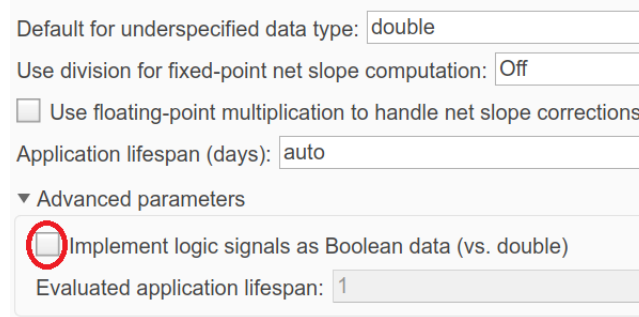 Default for underspecified data type: double
Use division for fixed-point net slope computation: Off
Use floating-point multiplication to handle net slope corrections
Application lifespan (days): auto
Advanced parameters
Implement logic signals as Boolean data (vs. double)
Evaluated application lifespan: 1